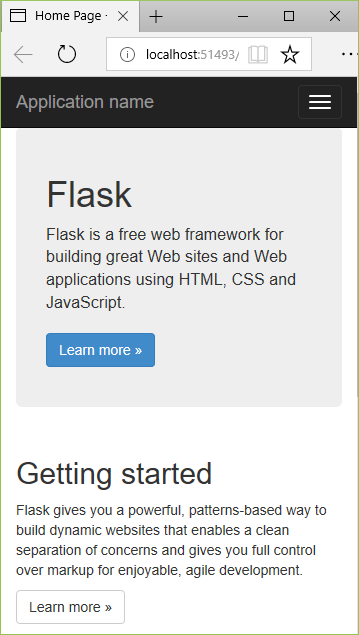 Home Page ·
localhost:51493/
Application name
Flask
Flask is a free web framework for
building great Web sites and Web
applications using HTML, CSS and
JavaScript.
Learn more »
Getting started
Flask gives you a powerful, patterns-based way to
build dynamic websites that enables a clean
separation of concerns and gives you full control
over markup for enjoyable, agile development.
Learn more »